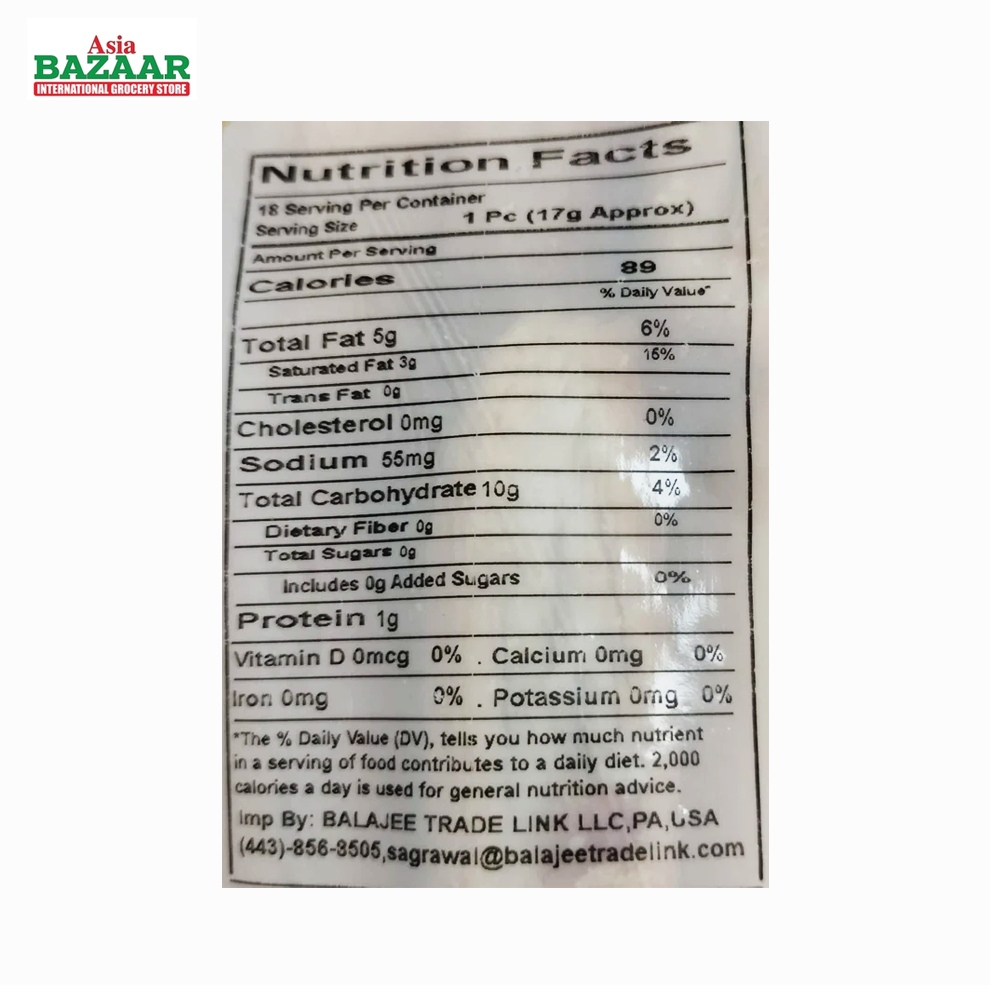 Asia
BAZAAR
INTERNATIONAL GROCERY STORE
Nutrition Facts
18 Serving Per Container
Serving Size 1 Pc (17g Approx)
Amount Per Serving
Calories 89
% Daily Value*
Total Fat 5g 6%
Saturated Fat 3g 15%
Trans Fat 0g
Cholesterol 0mg 0%
Sodium 55mg 2%
Total Carbohydrate 10g 4%
Dietary Fiber 0g 0%
Total Sugars 0g
Includes 0g Added Sugars 0%
Protein 1g
Vitamin D 0mcg 0% . Calcium 0mg 0%
Iron 0mg 0% . Potassium 0mg 0%
*The % Daily Value (DV), tells you how much nutrient
in a serving of food contributes to a daily diet. 2,000
calories a day is used for general nutrition advice.
Imp By: BALAJEE TRADE LINK LLC,PA,USA
(443)-856-8505,sagrawal@balajeetradelink.com